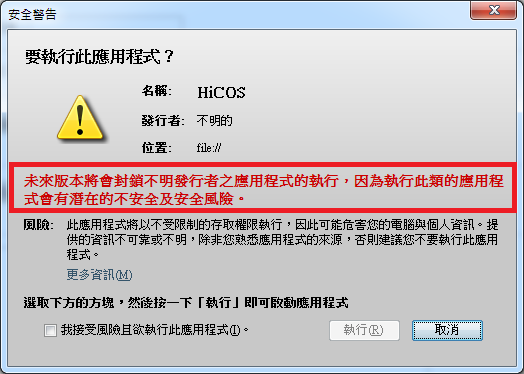 安全警告
要執行此應用程式？
名稱: HiCOS
發行者: 不明的
位置: file://
未來版本將會封鎖不明發行者之應用程式的執行，因為執行此類的應用程
式會有潛在的不安全及安全風險。
風險: 此應用程式將以不受限制的存取權限執行，因此可能危害您的電腦與個人資訊。提
供的資訊不可靠或不明，除非您熟悉應用程式的來源，否則建議您不要執行此應用
程式。
更多資訊(M)
選取下方的方塊，然後按一下「執行」即可啟動應用程式
我接受風險且欲執行此應用程式(I)。
執行(R)
取消